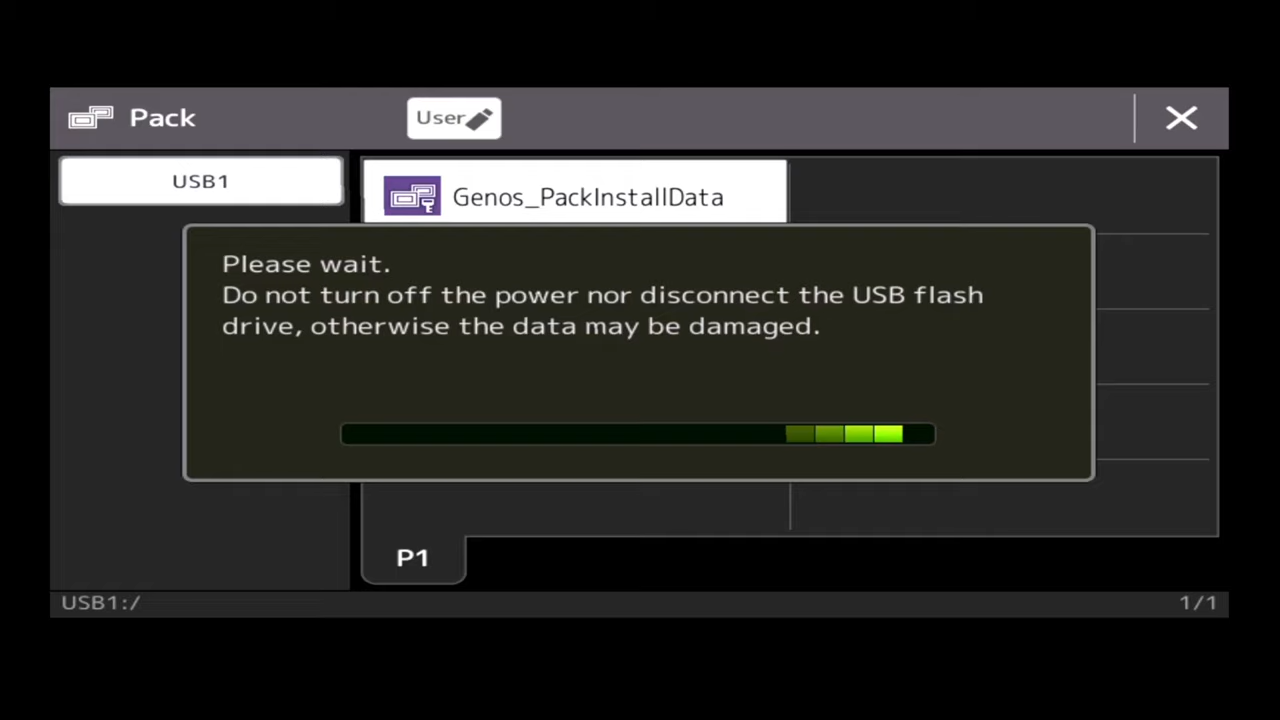 Pack
User
USB1
Genos_PackInstallData
Please wait.
Do not turn off the power nor disconnect the USB flash
drive, otherwise the data may be damaged.
P1
USB1:/
1/1